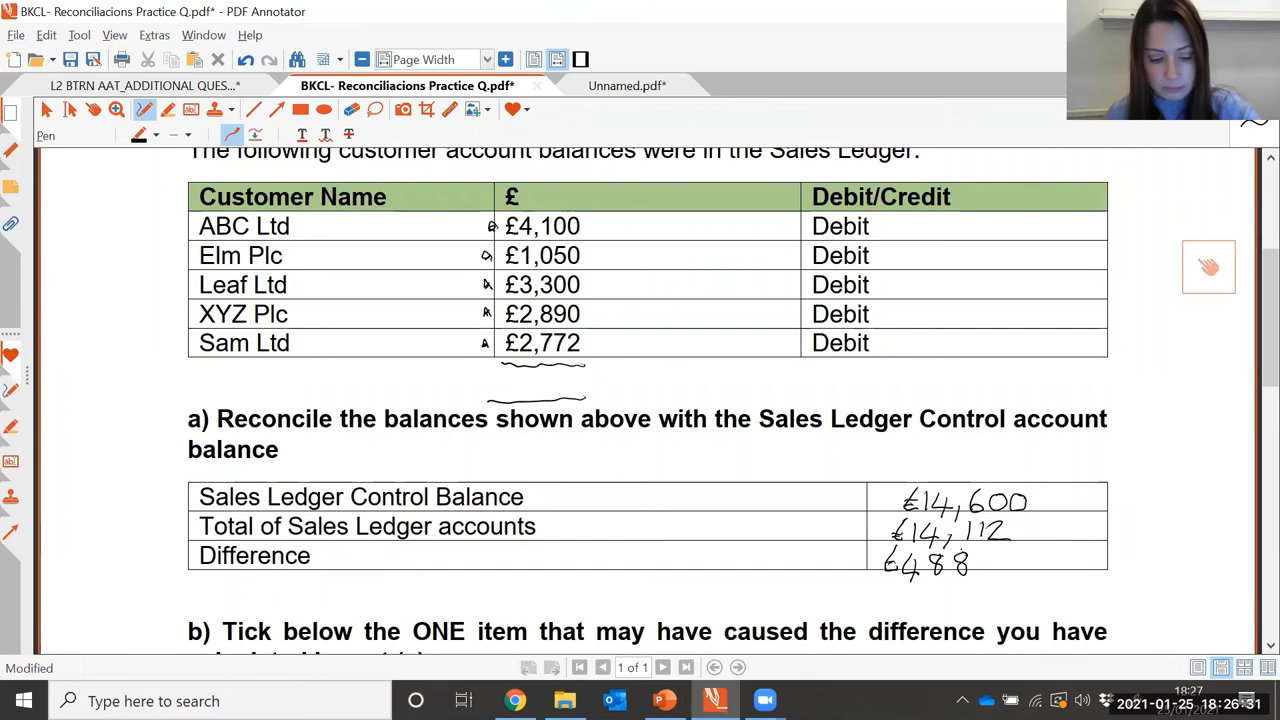 BKCL- Reconciliacions Practice Q.pdf* - PDF Annotator
File Edit Tool View Extras Window Help
Page Width
L2 BTRN AAT_ADDITIONAL QUES...* BKCL- Reconciliacions Practice Q.pdf* Unnamed.pdf*
Pen
The following customer account balances were in the Sales Ledger.
Customer Name £ Debit/Credit
ABC Ltd £4,100 Debit
Elm Plc £1,050 Debit
Leaf Ltd £3,300 Debit
XYZ Plc £2,890 Debit
Sam Ltd £2,772 Debit
a) Reconcile the balances shown above with the Sales Ledger Control account
balance
Sales Ledger Control Balance £14,600
Total of Sales Ledger accounts £14,112
Difference £488
b) Tick below the ONE item that may have caused the difference you have
Modified 1 of 1
Type here to search
18:27
2021-01-25 18:26:31